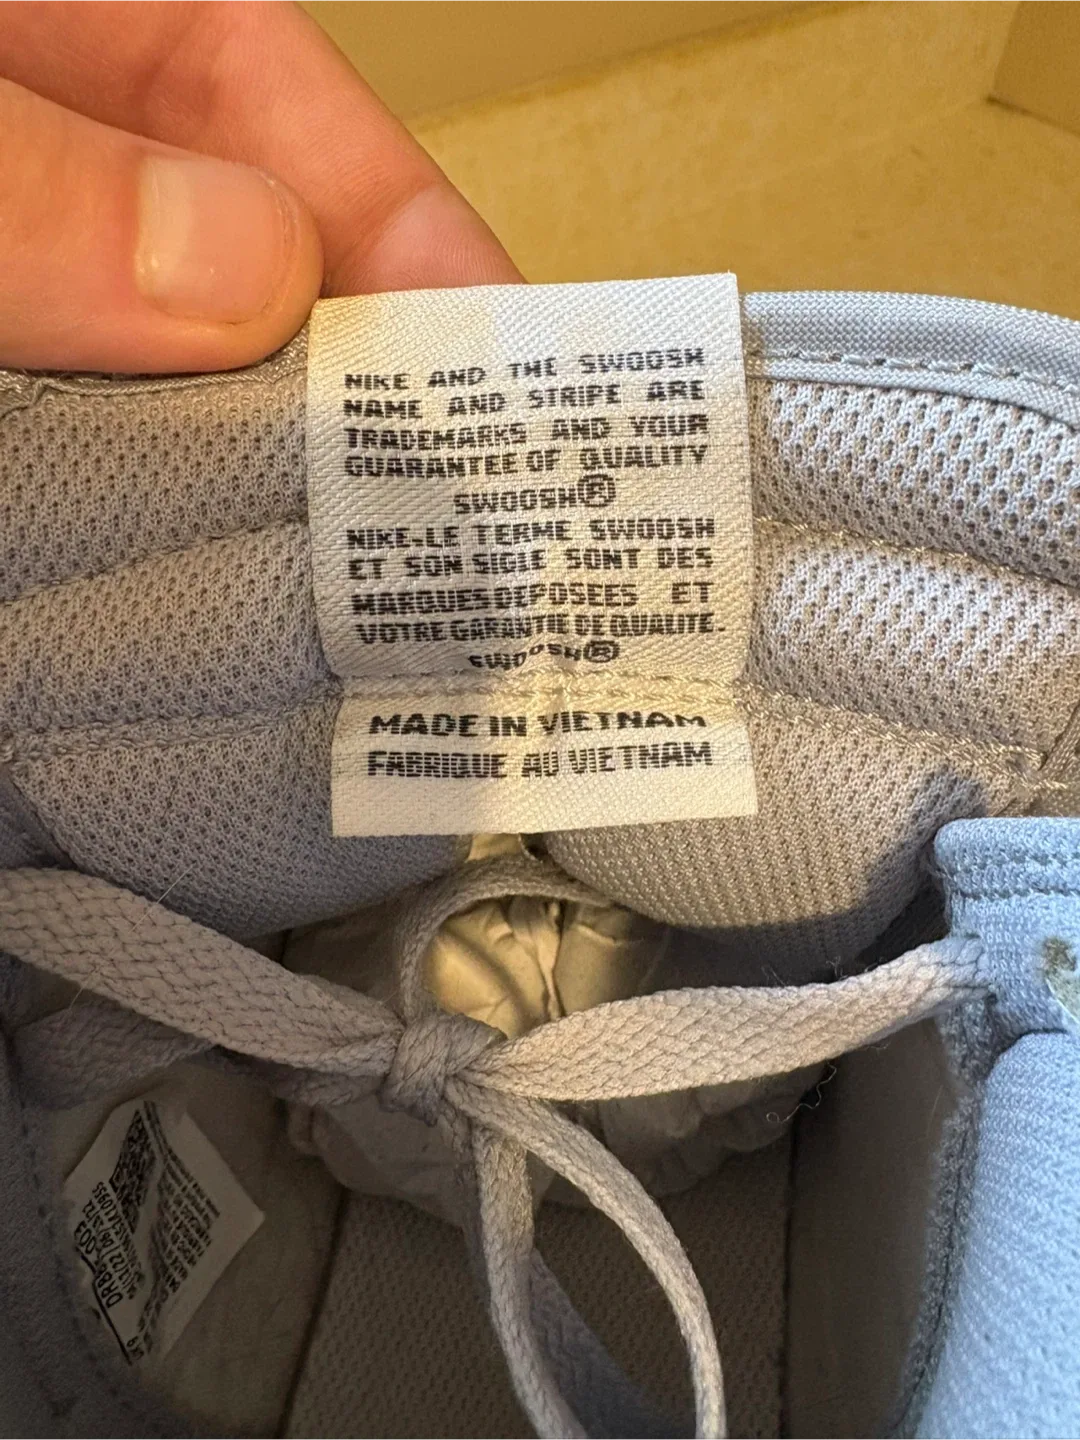 NIKE AND THE SWOOSH
NAME AND STRIPE ARE
TRADEMARKS AND YOUR
GUARANTEE OF QUALITY
SWOOSH®
NIKE-LE TERME SWOOSH
ET SON SIGLE SONT DES
MARQUES DEPOSEES ET
VOTRE GARANTIE DE QUALITE.
SWOOSH®
MADE IN VIETNAM
FABRIQUE AU VIETNAM